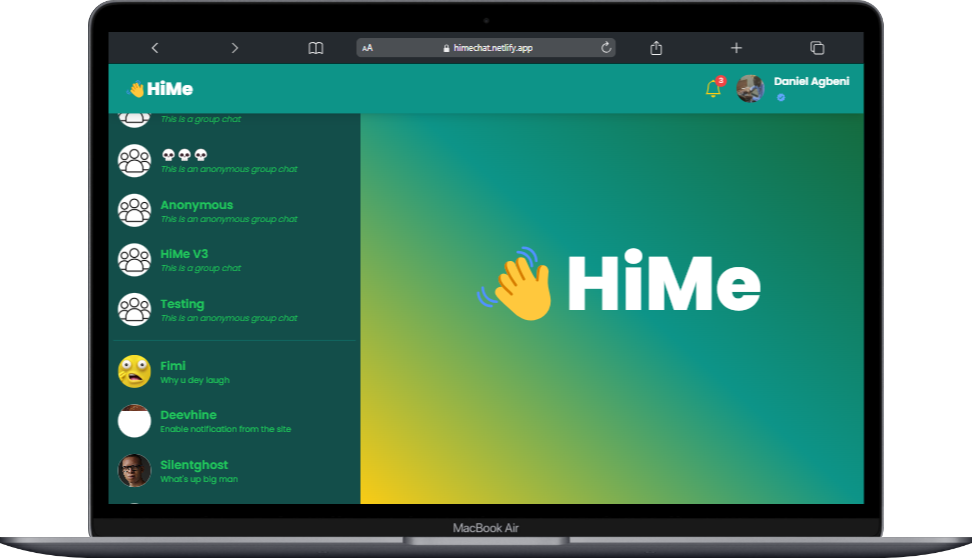 AA
himechat.netlify.app
HiMe
3
Daniel Agbeni
This is a group chat
💀💀💀
This is an anonymous group chat
Anonymous
This is an anonymous group chat
HiMe V3
This is a group chat
Testing
This is an anonymous group chat
Fimi
Why u dey laugh
Deevhine
Enable notification from the site
Silentghost
What's up big man
HiMe
MacBook Air